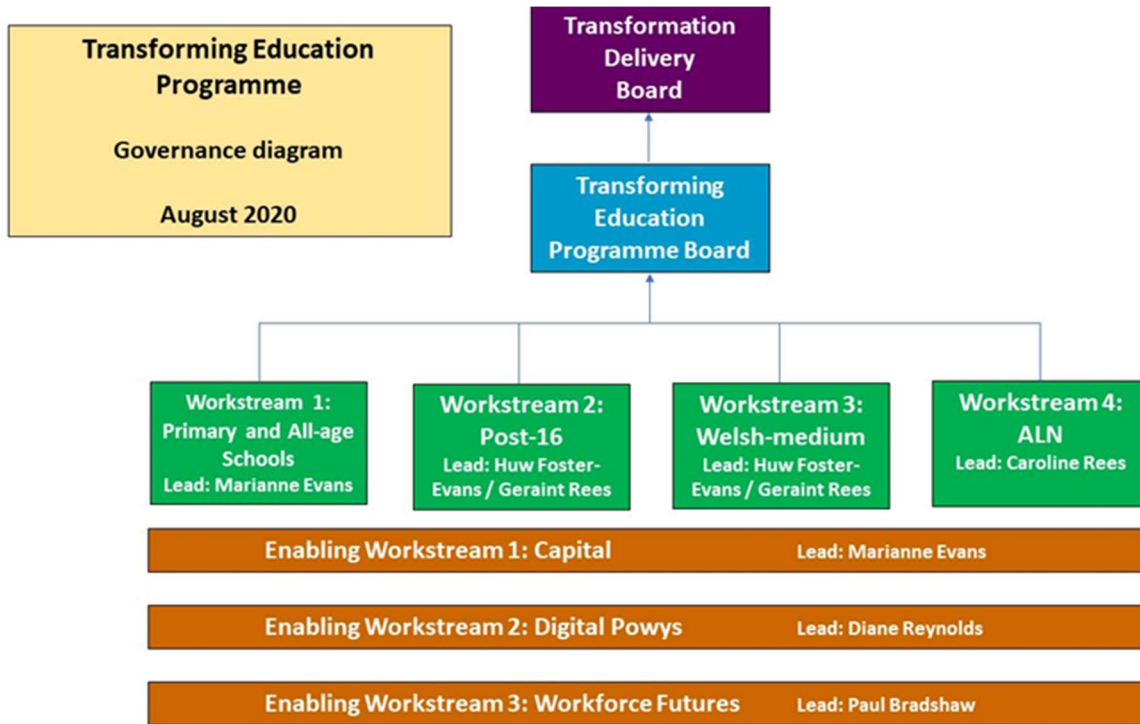 Transforming Education
Programme
Governance diagram
August 2020
Transformation
Delivery
Board
Transforming
Education
Programme Board
Workstream 1:
Primary and All-age
Schools
Lead: Marianne Evans
Workstream 2:
Post-16
Lead: Huw Foster-
Evans / Geraint Rees
Workstream 3:
Welsh-medium
Lead: Huw Foster-
Evans / Geraint Rees
Workstream 4:
ALN
Lead: Caroline Rees
Enabling Workstream 1: Capital Lead: Marianne Evans
Enabling Workstream 2: Digital Powys Lead: Diane Reynolds
Enabling Workstream 3: Workforce Futures Lead: Paul Bradshaw